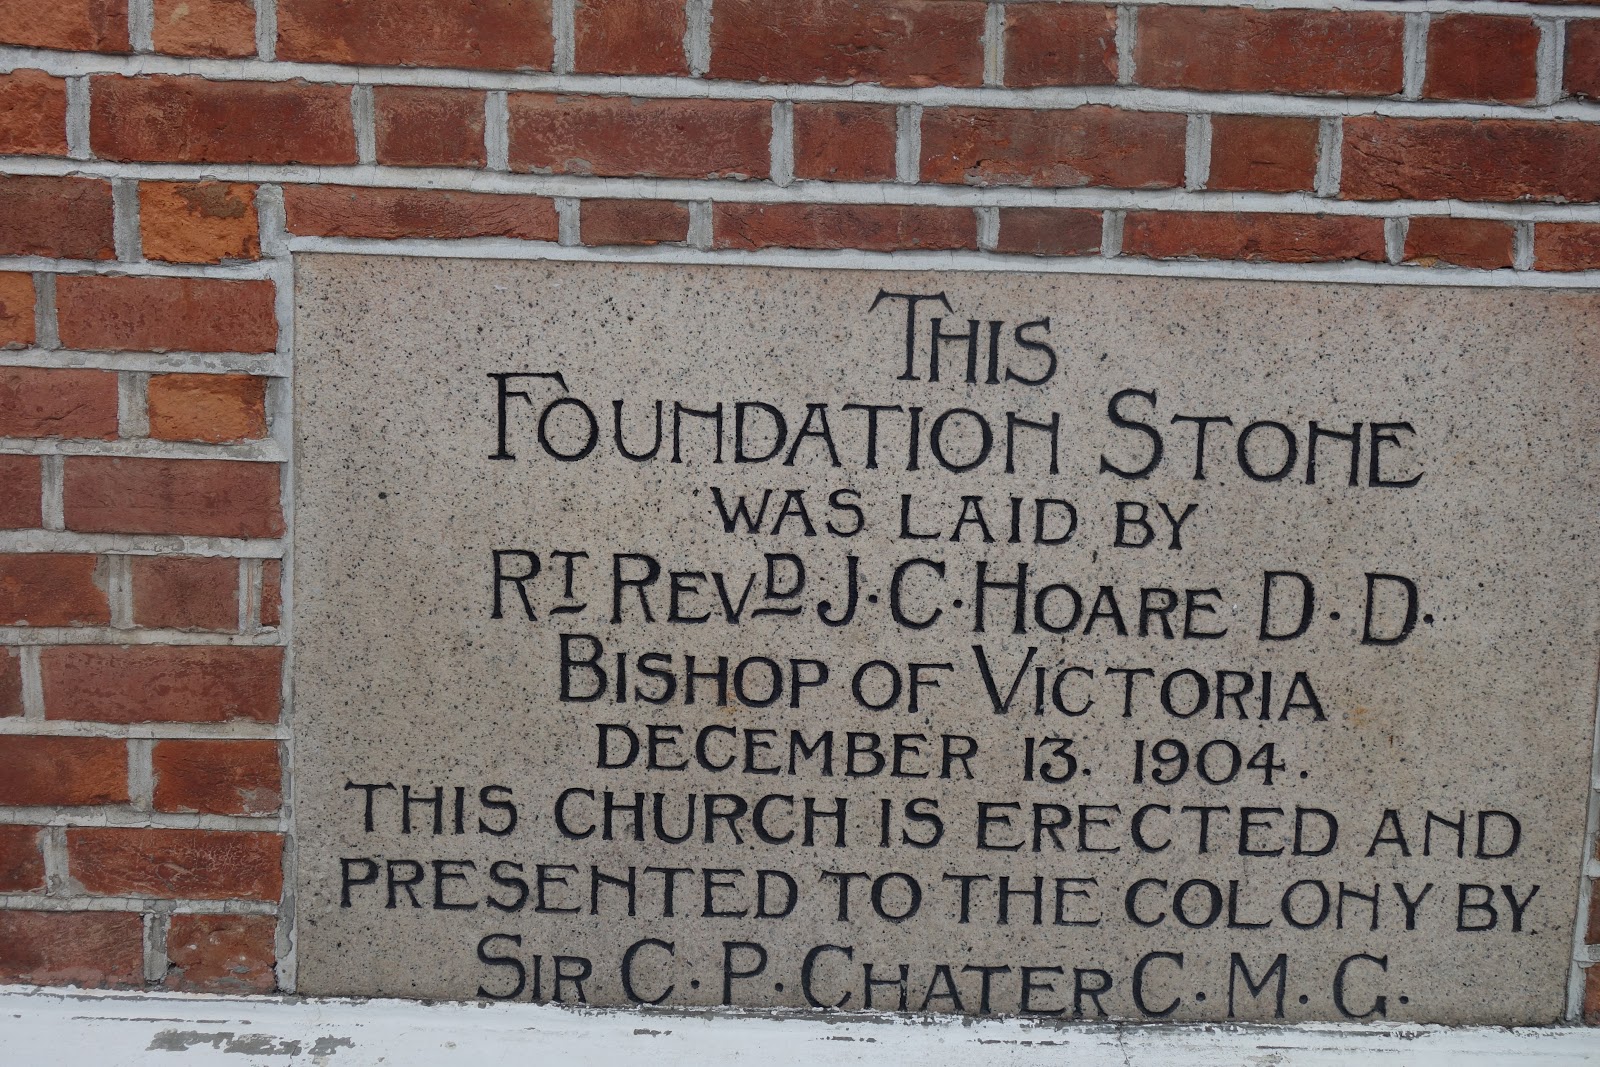 THIS
FOUNDATION STONE
WAS LAID BY
RT REVD J·C·HOARE D·D·
BISHOP OF VICTORIA
DECEMBER 13. 1904.
THIS CHURCH IS ERECTED AND
PRESENTED TO THE COLONY BY
SIR C·P·CHATER C·M·G·